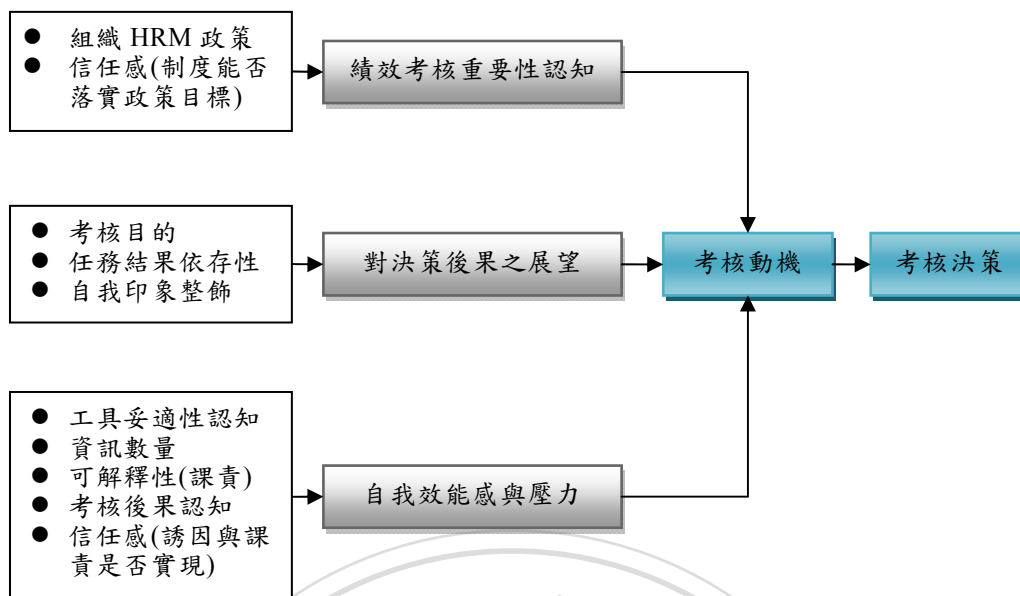 ● 組織 HRM 政策
● 信任感(制度能否
落實政策目標)
績效考核重要性認知
● 考核目的
● 任務結果依存性
● 自我印象整飾
對決策後果之展望
考核動機
考核決策
● 工具妥適性認知
● 資訊數量
● 可解釋性(課責)
● 考核後果認知
● 信任感(誘因與課
責是否實現)
自我效能感與壓力